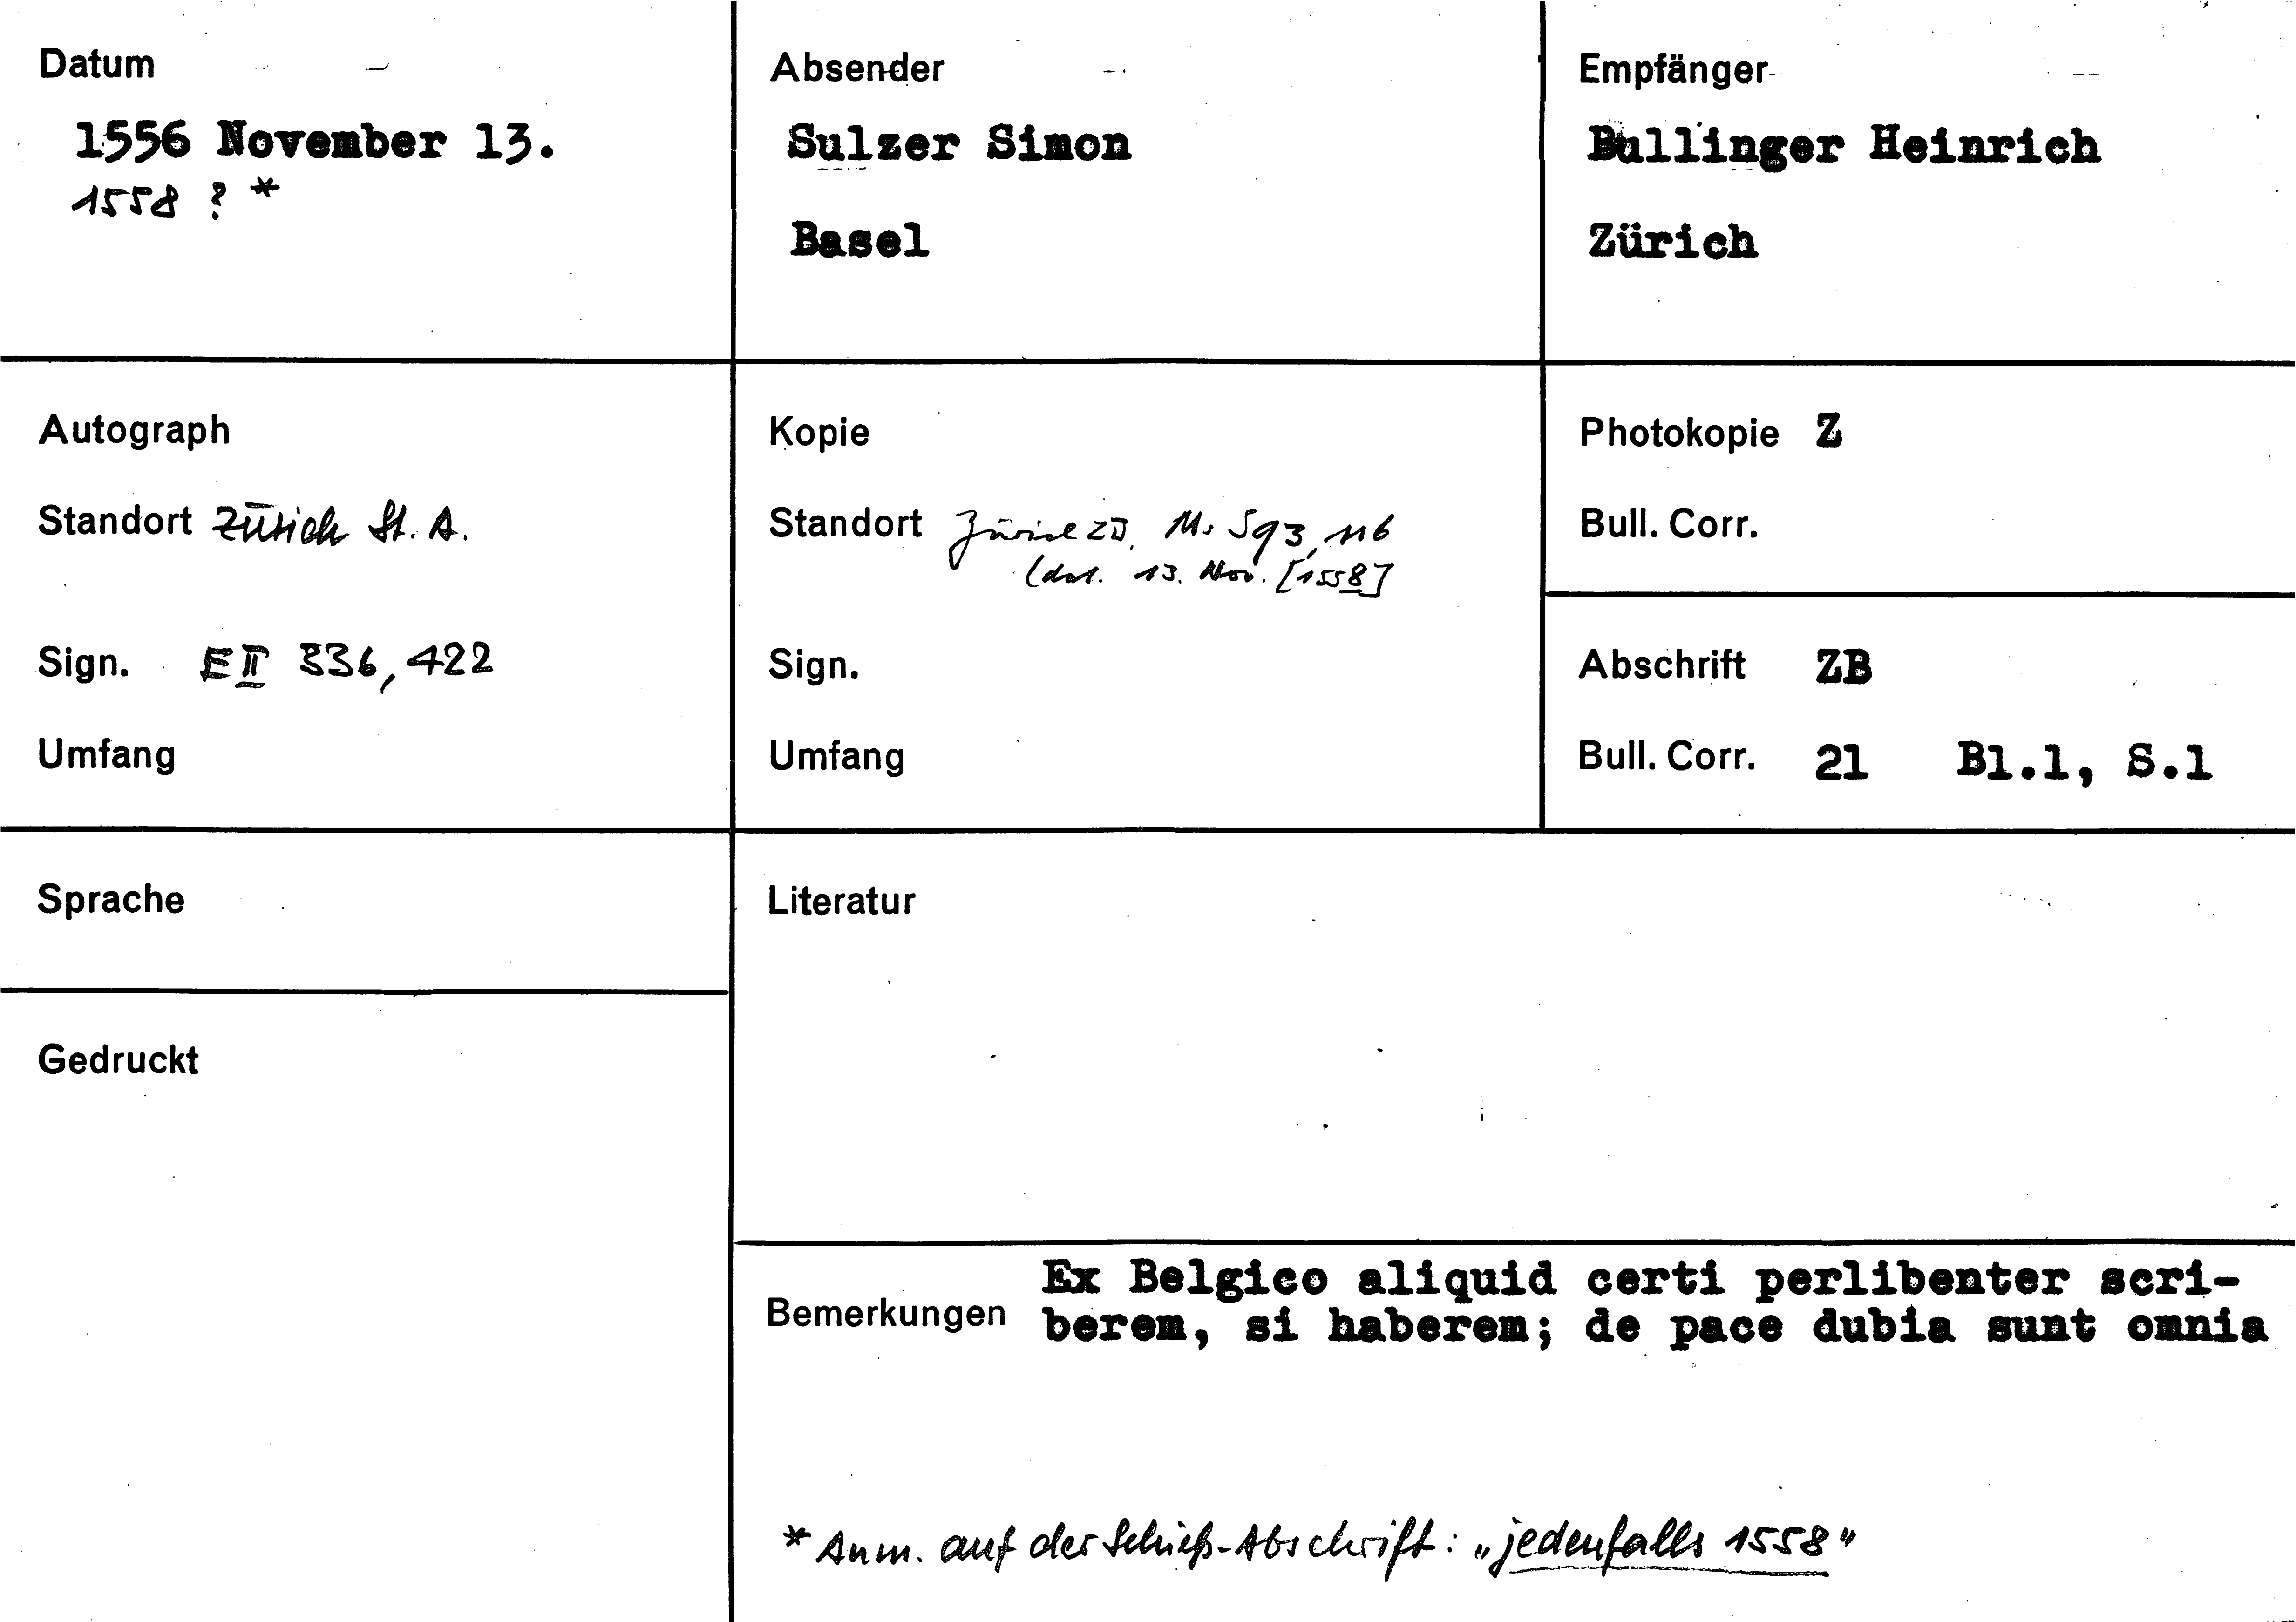 Datum
1556 November 13.
1558 ? *
Absender
Sulzer Simon
Basel
Empfänger
Bullinger Heinrich
Zürich
Autograph
Standort Zürich St. A.
Sign. E II 336, 422
Umfang
Kopie
Standort Zürich ZB, Ms S 93, 116
(dat. 13. Nov. [1558]
Sign.
Umfang
Photokopie Z
Bull. Corr.
Abschrift ZB
Bull. Corr. 21 Bl.1, S.1
Sprache
Gedruckt
Literatur
Bemerkungen
Ex Belgico aliquid certi perlibenter scri-
berem, si haberem; de pace dubia sunt omnia
* Anm. auf der Schieß-Abschrift: „jedenfalls 1558"